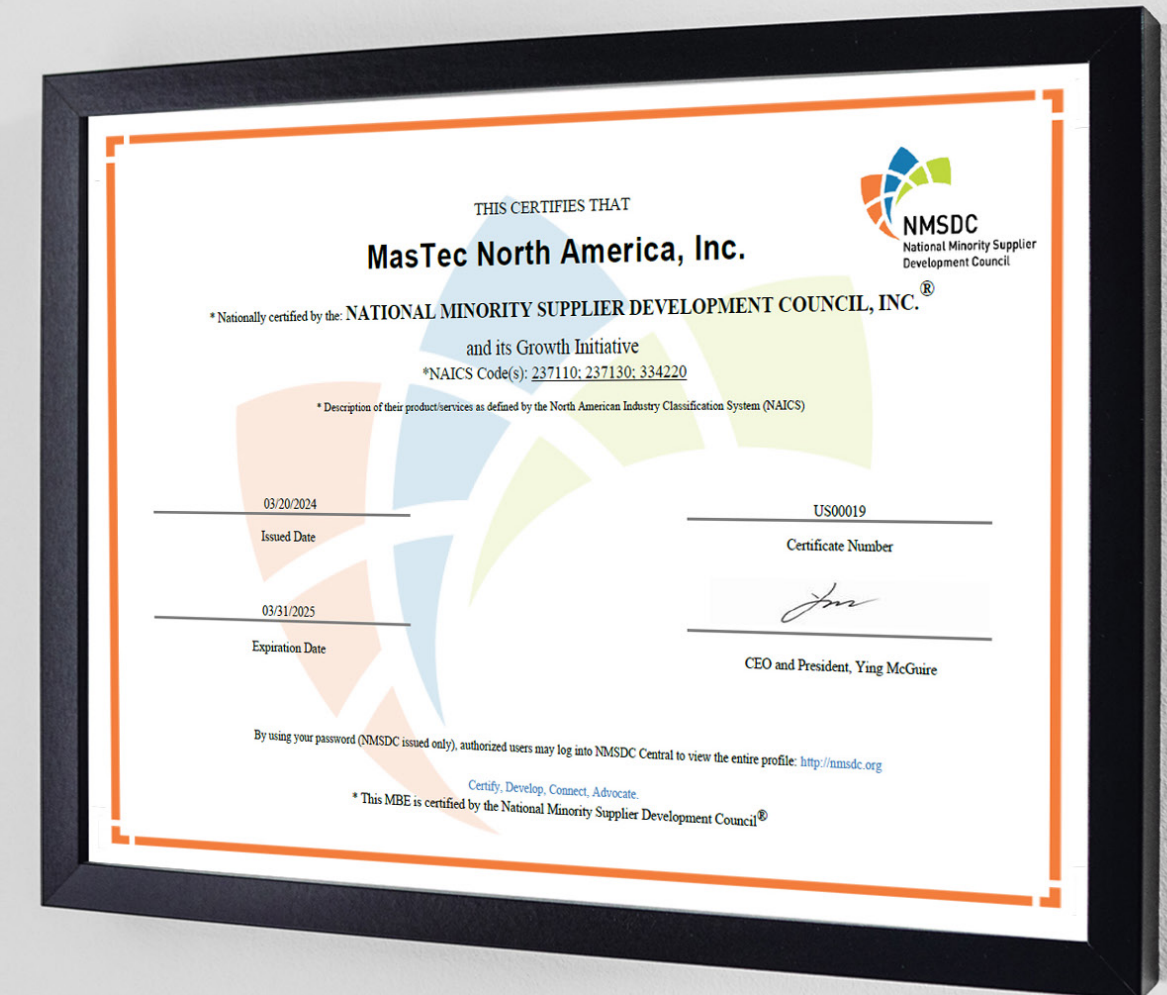 NMSDC
National Minority Supplier
Development Council
THIS CERTIFIES THAT
MasTec North America, Inc.
* Nationally certified by the: NATIONAL MINORITY SUPPLIER DEVELOPMENT COUNCIL, INC.®
and its Growth Initiative
*NAICS Code(s): 237110; 237130; 334220
* Description of their product/services as defined by the North American Industry Classification System (NAICS)
03/20/2024
Issued Date
US00019
Certificate Number
03/31/2025
Expiration Date
CEO and President, Ying McGuire
By using your password (NMSDC issued only), authorized users may log into NMSDC Central to view the entire profile: http://nmsdc.org
Certify, Develop, Connect, Advocate.
* This MBE is certified by the National Minority Supplier Development Council®